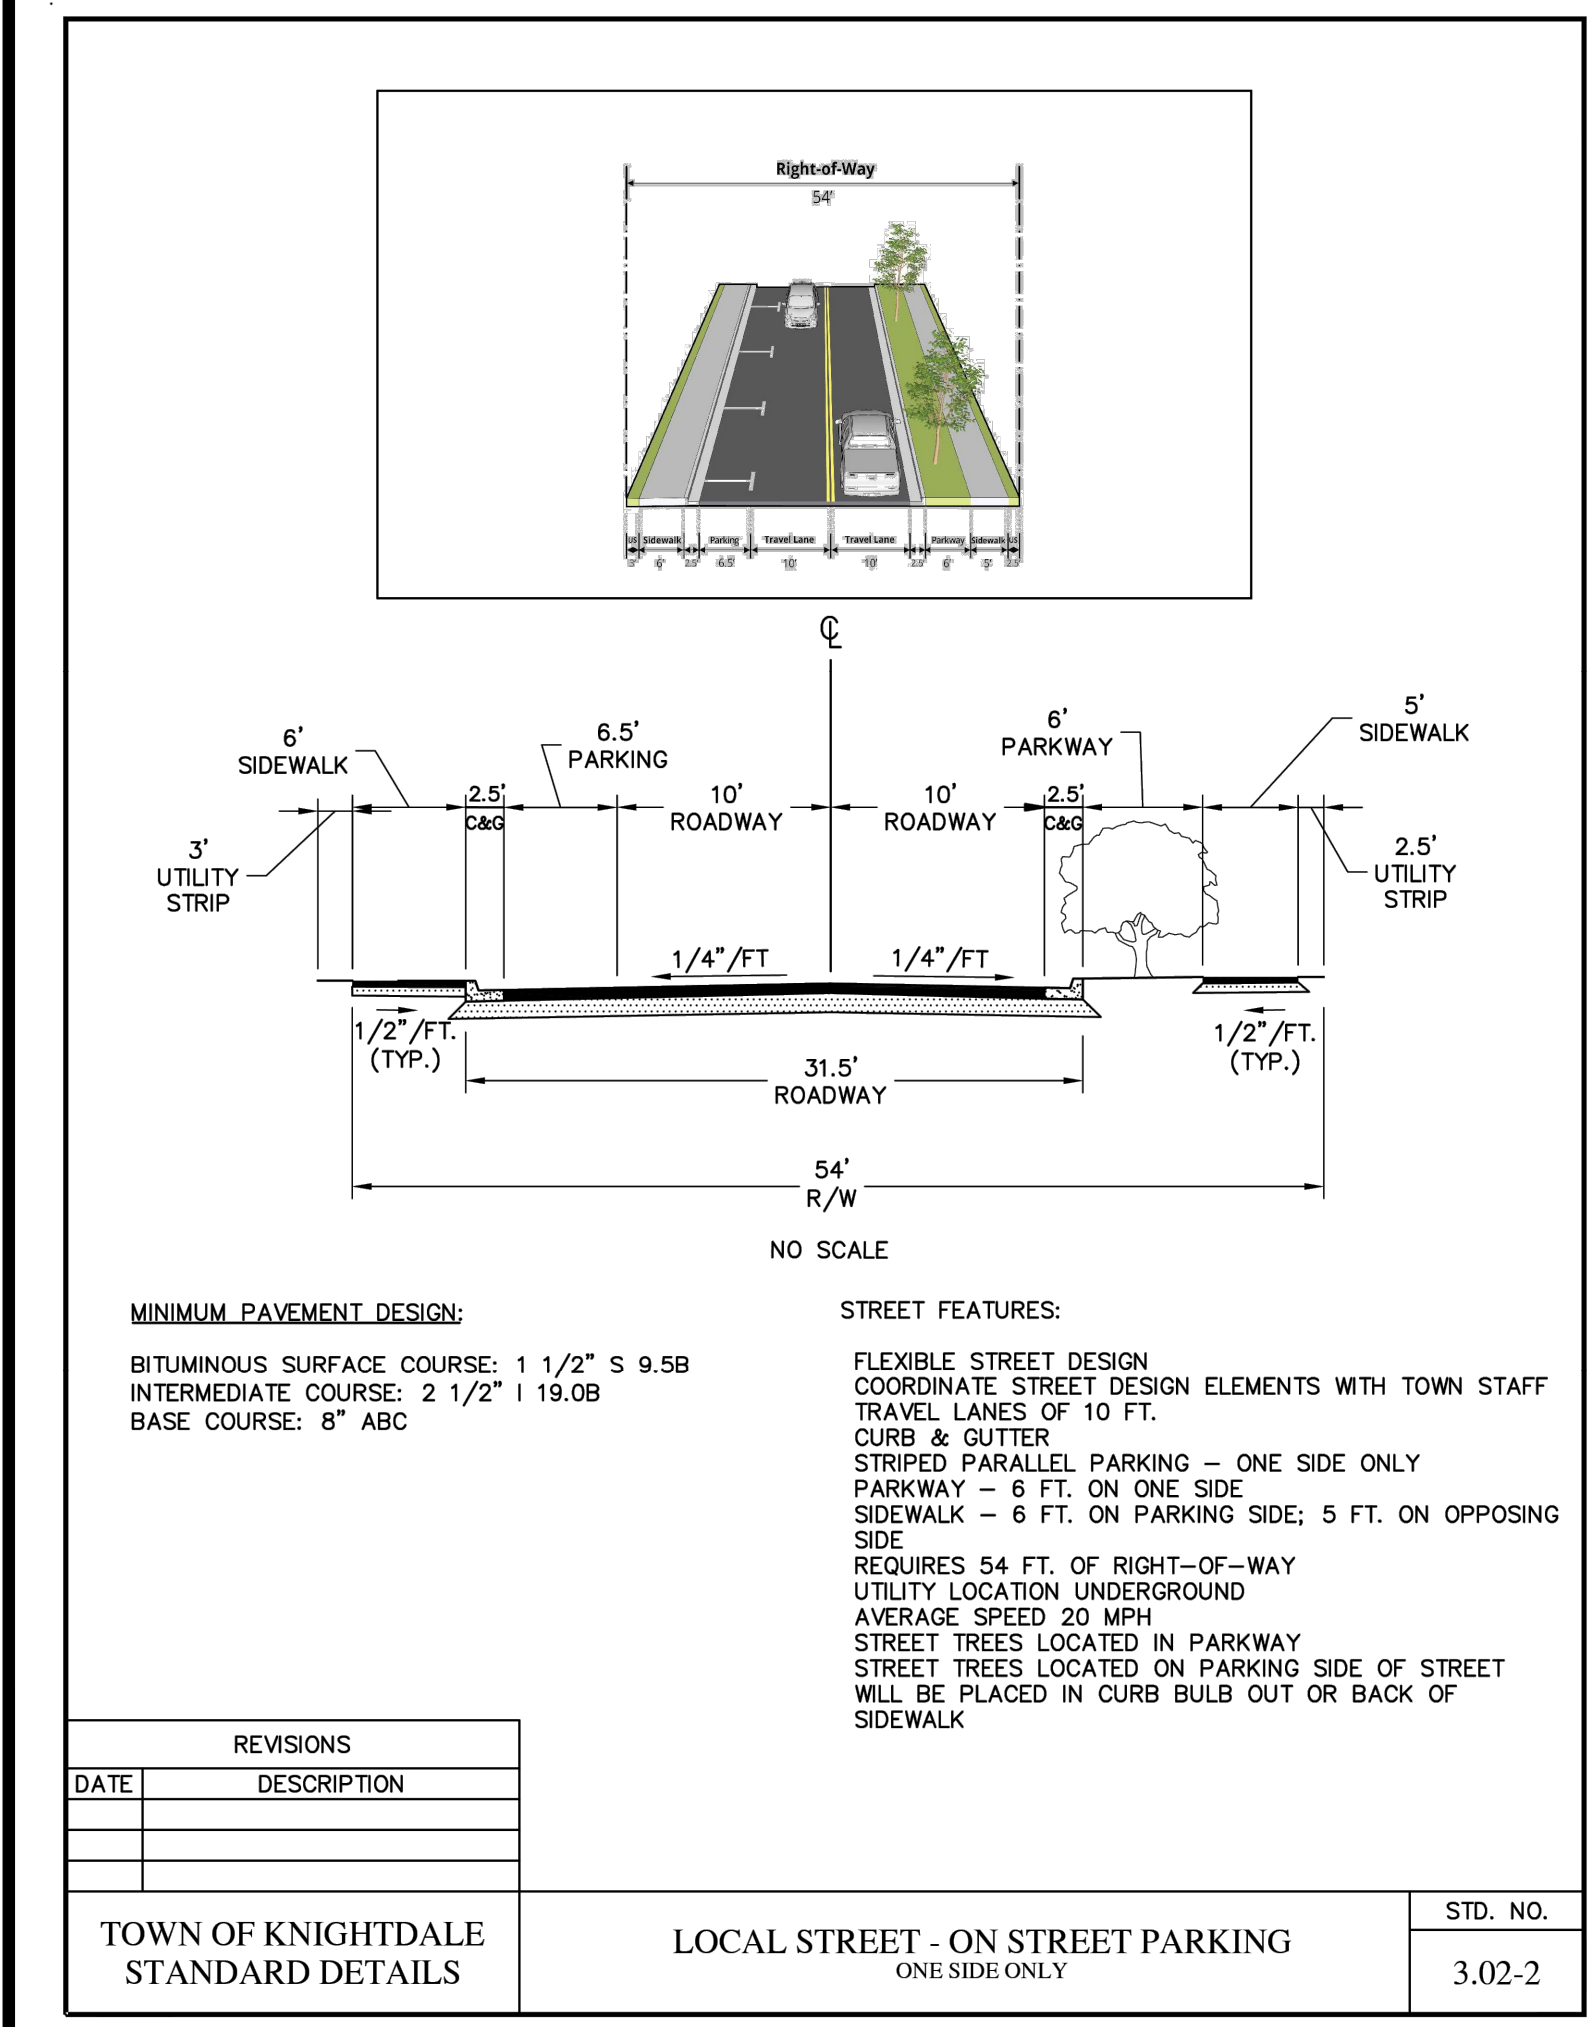 Right-of-Way
54'
US Sidewalk Parking Travel Lane Travel Lane Parkway Sidewalk US
3' 6' 2.5' 6.5' 10' 10' 2.5' 6' 5' 2.5'
℄
6'
SIDEWALK
6.5'
PARKING
6'
PARKWAY
5'
SIDEWALK
2.5'
C&G
10'
ROADWAY
10'
ROADWAY
2.5'
C&G
3'
UTILITY
STRIP
2.5'
UTILITY
STRIP
1/4"/FT
1/4"/FT
1/2"/FT.
(TYP.)
1/2"/FT.
(TYP.)
31.5'
ROADWAY
54'
R/W
NO SCALE
MINIMUM PAVEMENT DESIGN:
BITUMINOUS SURFACE COURSE: 1 1/2" S 9.5B
INTERMEDIATE COURSE: 2 1/2" I 19.0B
BASE COURSE: 8" ABC
STREET FEATURES:
FLEXIBLE STREET DESIGN
COORDINATE STREET DESIGN ELEMENTS WITH TOWN STAFF
TRAVEL LANES OF 10 FT.
CURB & GUTTER
STRIPED PARALLEL PARKING – ONE SIDE ONLY
PARKWAY – 6 FT. ON ONE SIDE
SIDEWALK – 6 FT. ON PARKING SIDE; 5 FT. ON OPPOSING
SIDE
REQUIRES 54 FT. OF RIGHT–OF–WAY
UTILITY LOCATION UNDERGROUND
AVERAGE SPEED 20 MPH
STREET TREES LOCATED IN PARKWAY
STREET TREES LOCATED ON PARKING SIDE OF STREET
WILL BE PLACED IN CURB BULB OUT OR BACK OF
SIDEWALK
REVISIONS
DATE DESCRIPTION
TOWN OF KNIGHTDALE
STANDARD DETAILS
LOCAL STREET - ON STREET PARKING
ONE SIDE ONLY
STD. NO.
3.02-2